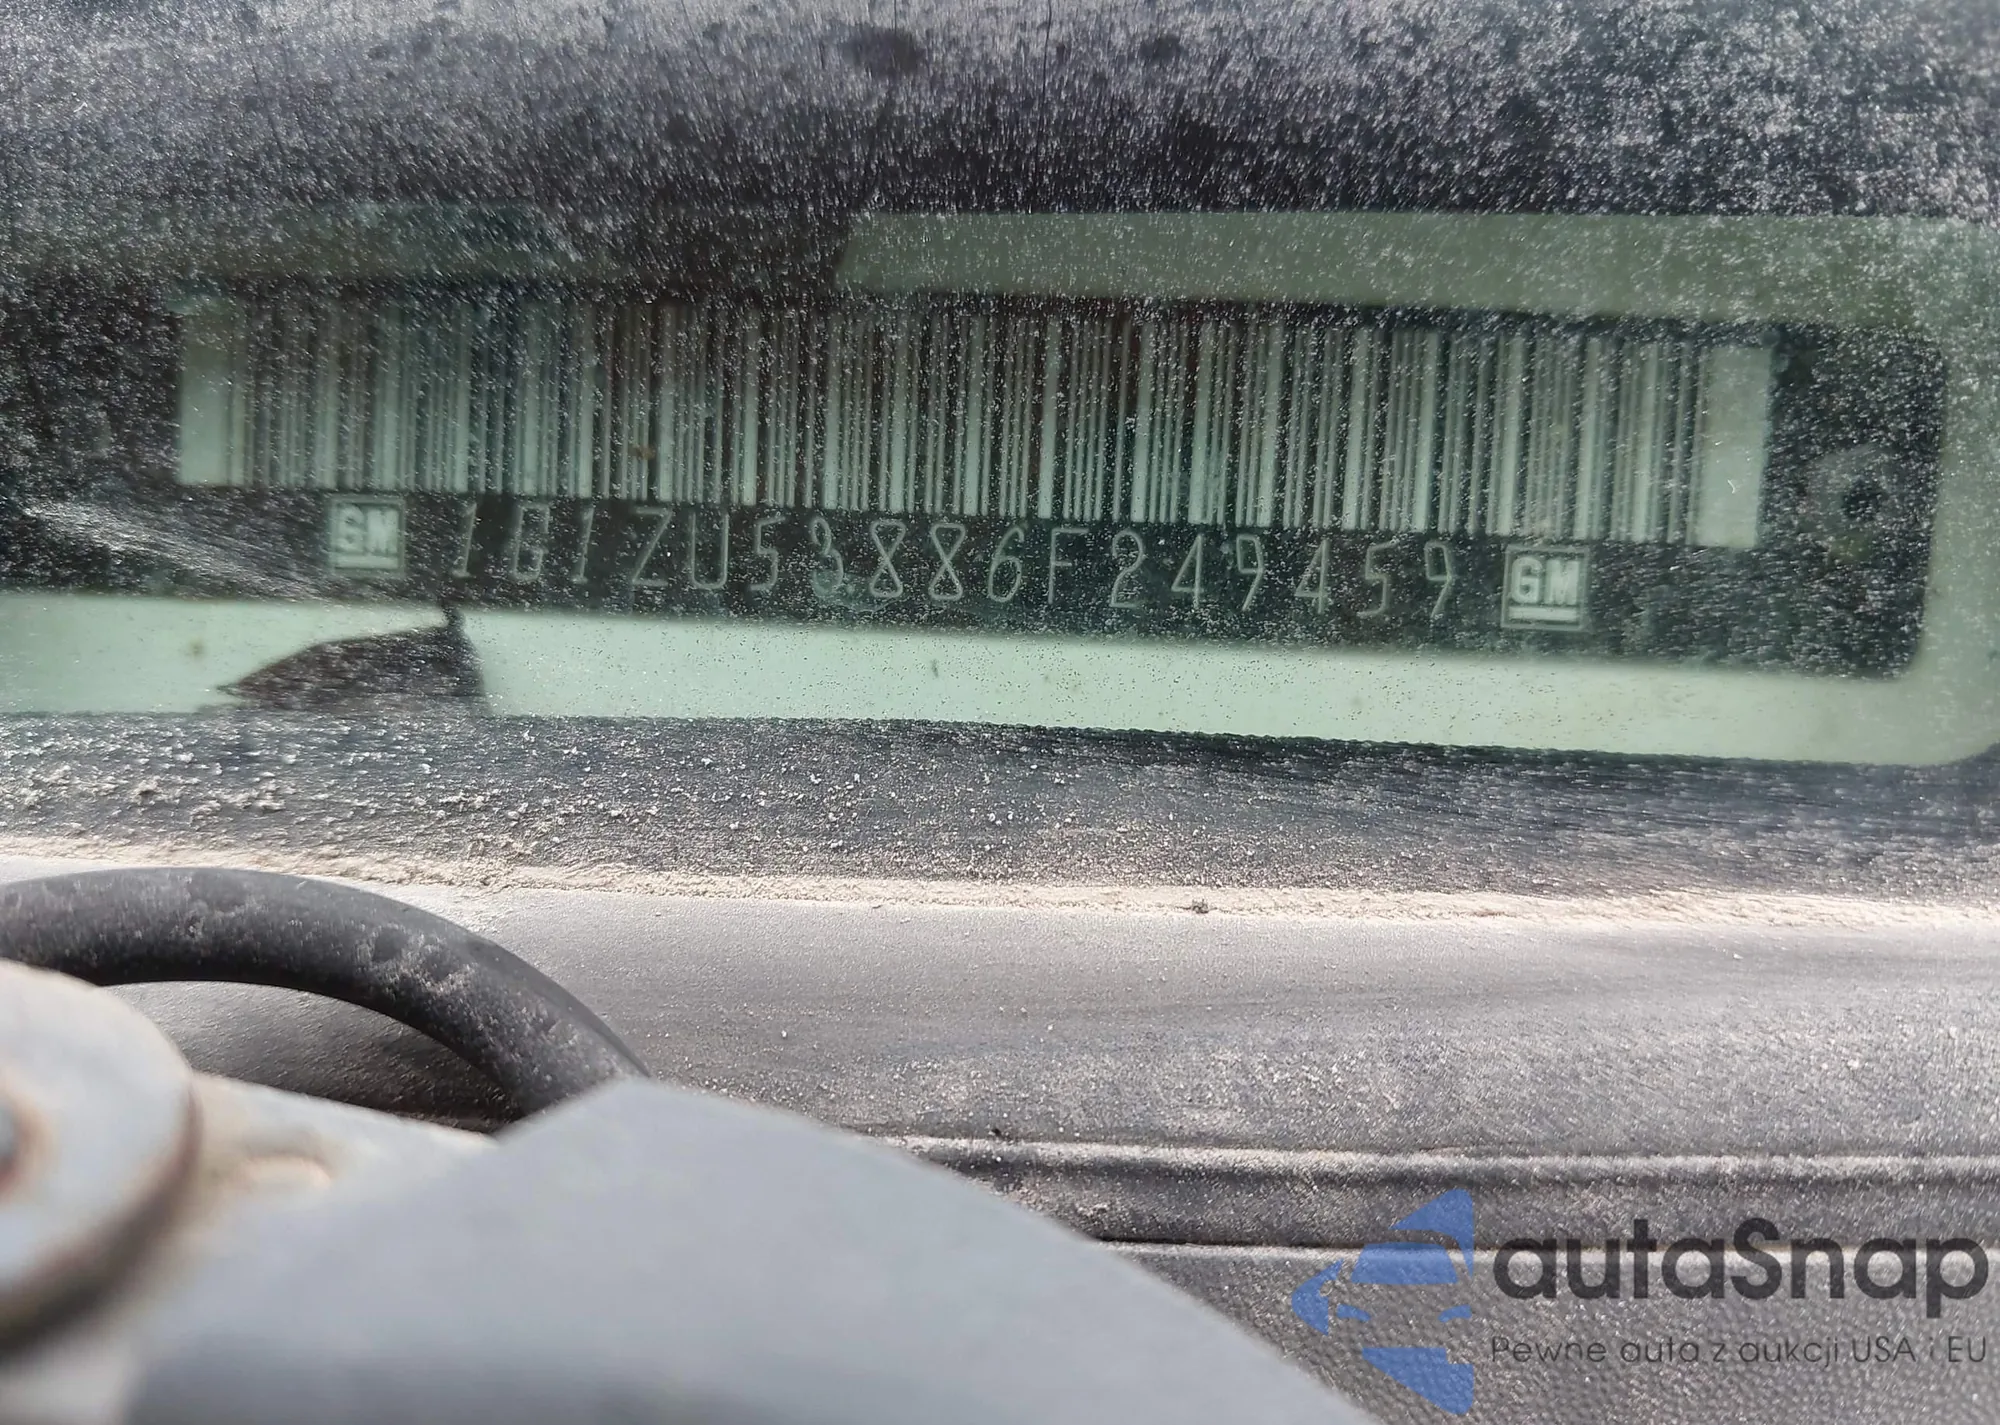 GM 1G1ZU53886F249459 GM
autaSnap
Pewne auta z aukcji USA i EU